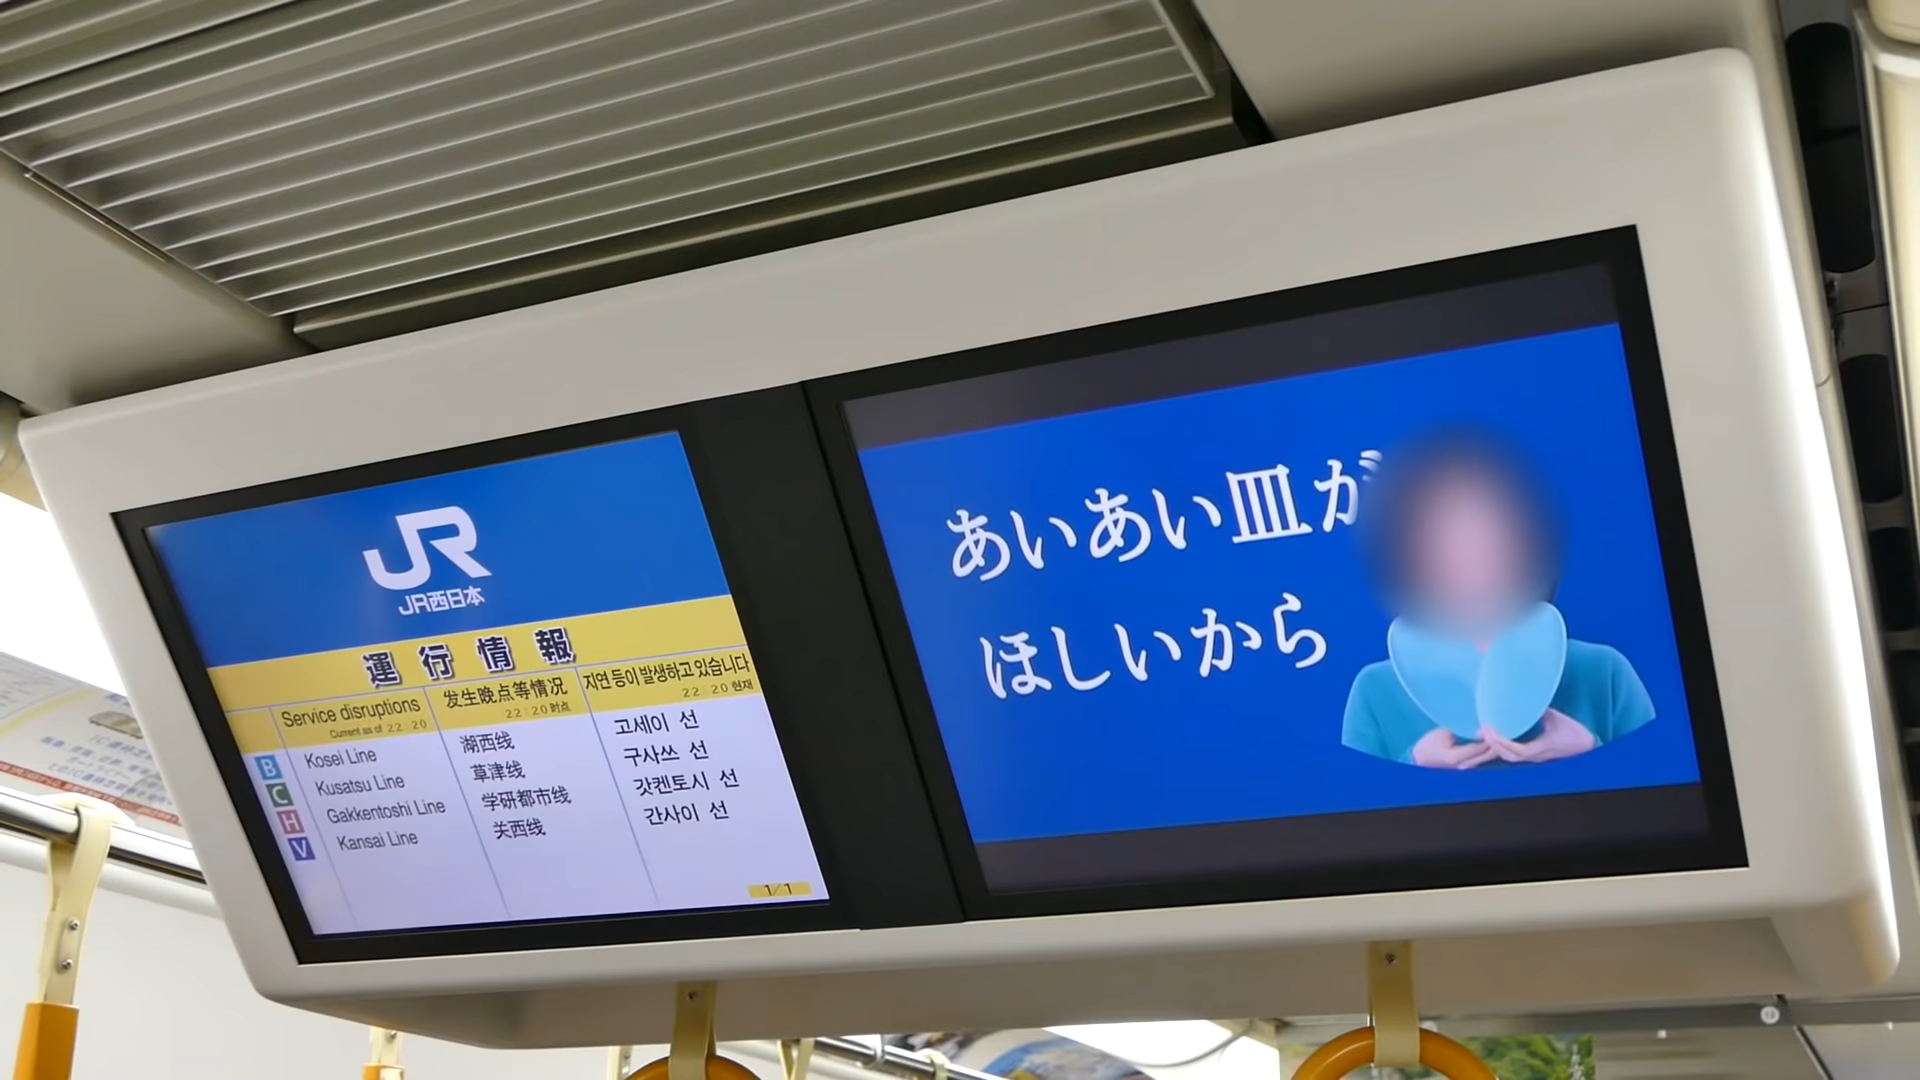 JR
JR西日本
運行情報
Service disruptions
Current as of 22:20
发生晚点等情况
22:20时点
지연 등이 발생하고 있습니다
22:20 현재
B Kosei Line 湖西线 고세이 선
C Kusatsu Line 草津线 구사쓰 선
H Gakkentoshi Line 学研都市线 갓켄토시 선
V Kansai Line 关西线 간사이 선
1/1
あいあい皿が
ほしいから